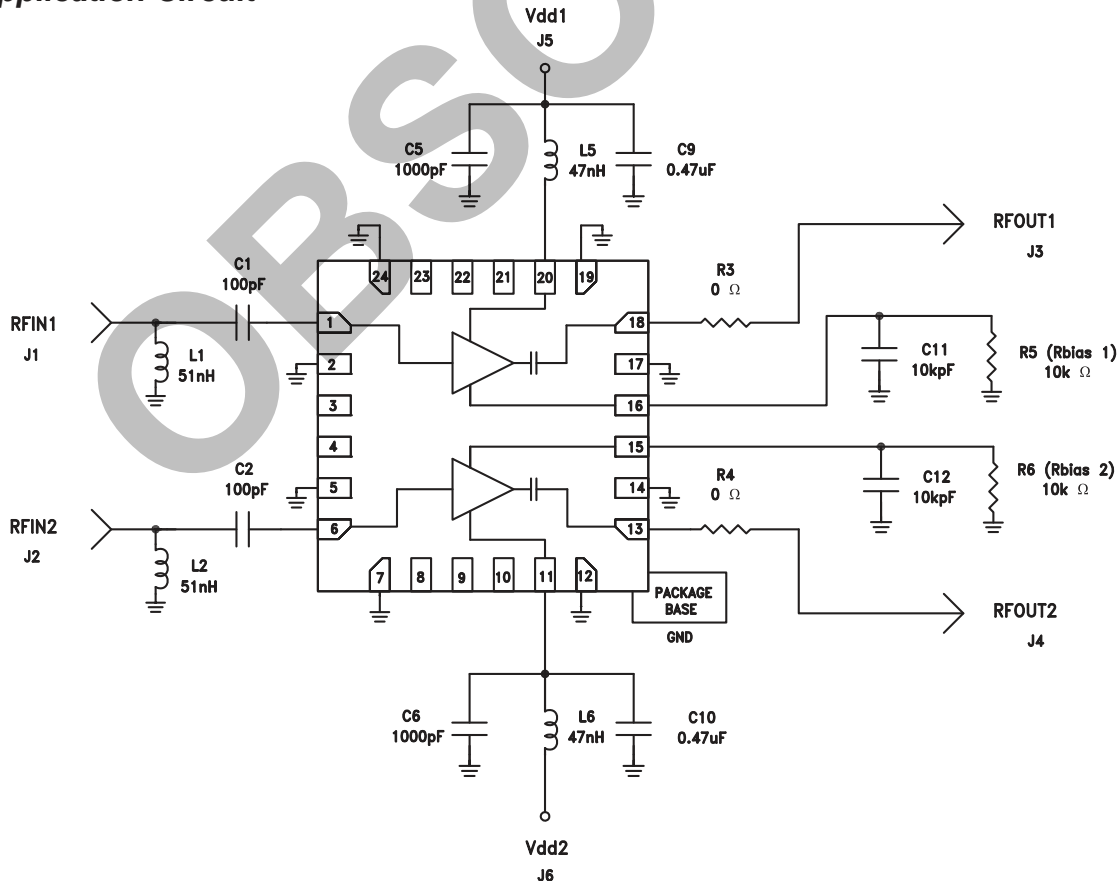 Application Circuit
OBSO
Vdd1
J5
C5
1000pF
L5
47nH
C9
0.47uF
RFOUT1
J3
R3
0 Ω
C1
100pF
24
23
22
21
20
19
RFIN1
J1
L1
51nH
1
18
2
17
3
16
4
15
5
14
6
13
C11
10kpF
R5 (Rbias 1)
10k Ω
C2
100pF
R4
0 Ω
C12
10kpF
R6 (Rbias 2)
10k Ω
RFIN2
J2
L2
51nH
7
8
9
10
11
12
PACKAGE
BASE
GND
RFOUT2
J4
C6
1000pF
L6
47nH
C10
0.47uF
Vdd2
J6